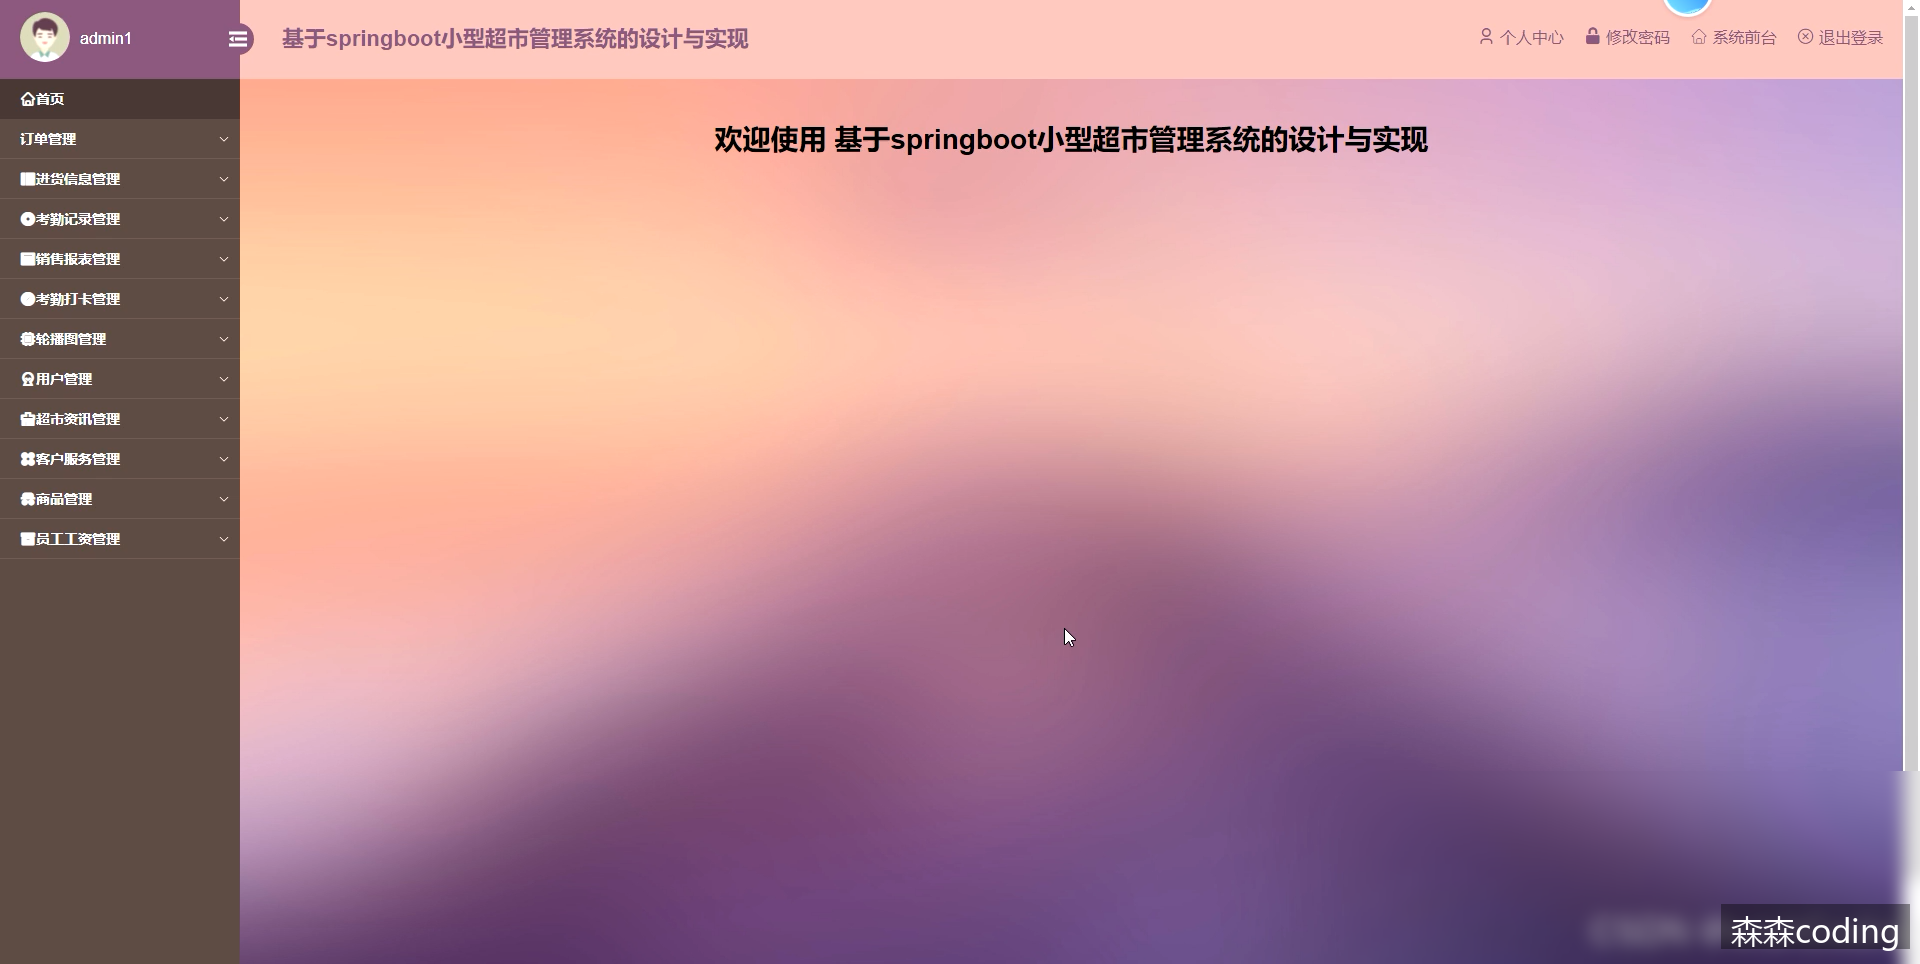 admin1
基于springboot小型超市管理系统的设计与实现
个人中心
修改密码
系统前台
退出登录
首页
订单管理
进货信息管理
考勤记录管理
销售报表管理
考勤打卡管理
轮播图管理
用户管理
超市资讯管理
客户服务管理
商品管理
员工工资管理
欢迎使用 基于springboot小型超市管理系统的设计与实现
森森coding